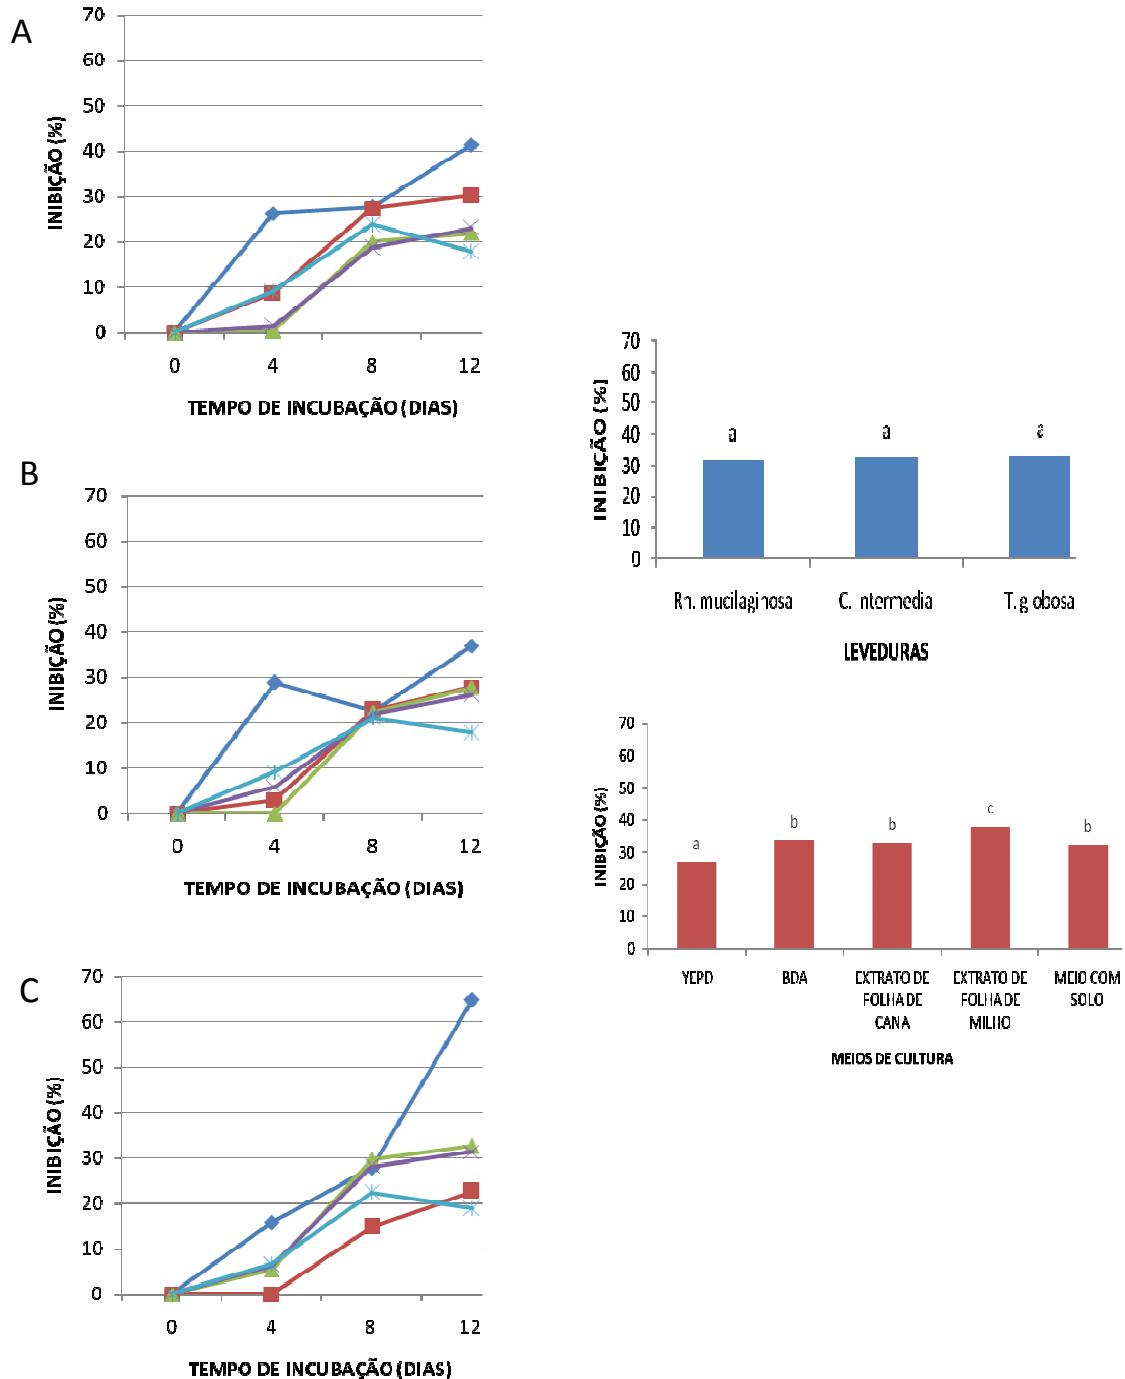 A
70
60
50
40
30
20
10
0
INIBIÇÃO (%)
0 4 8 12
TEMPO DE INCUBAÇÃO (DIAS)
B
70
60
50
40
30
20
10
0
INIBIÇÃO (%)
0 4 8 12
TEMPO DE INCUBAÇÃO (DIAS)
C
70
60
50
40
30
20
10
0
INIBIÇÃO (%)
0 4 8 12
TEMPO DE INCUBAÇÃO (DIAS)
70
60
50
40
30
20
10
0
INIBIÇÃO (%)
a a a
Rh. mucilaginosa C. intermedia T. globosa
LEVEDURAS
70
60
50
40
30
20
10
0
INIBIÇÃO (%)
a b b c b
YEPD BDA EXTRATO DE EXTRATO DE MEIO COM
FOLHA DE FOLHA DE SOLO
CANA MILHO
MEIOS DE CULTURA